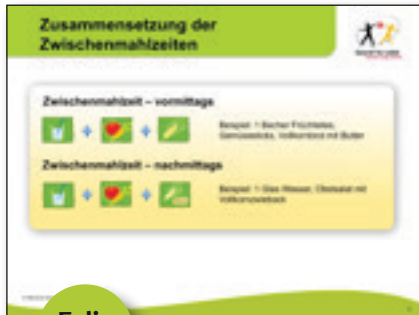 Zusammensetzung der
Zwischenmahlzeiten
Zwischenmahlzeit – vormittags
Beispiel: 1 Becher Früchtetee,
Gemüsesticks, Vollkornbrot mit Butter
Zwischenmahlzeit – nachmittags
Beispiel: 1 Glas Wasser, Obstsalat mit
Vollkornzwieback
Folie